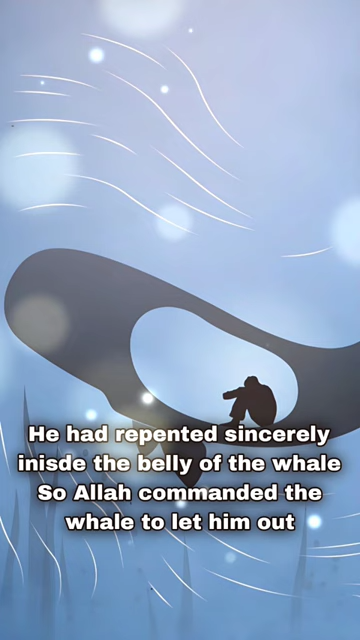 He had repented sincerely
inisde the belly of the whale
So Allah commanded the
whale to let him out